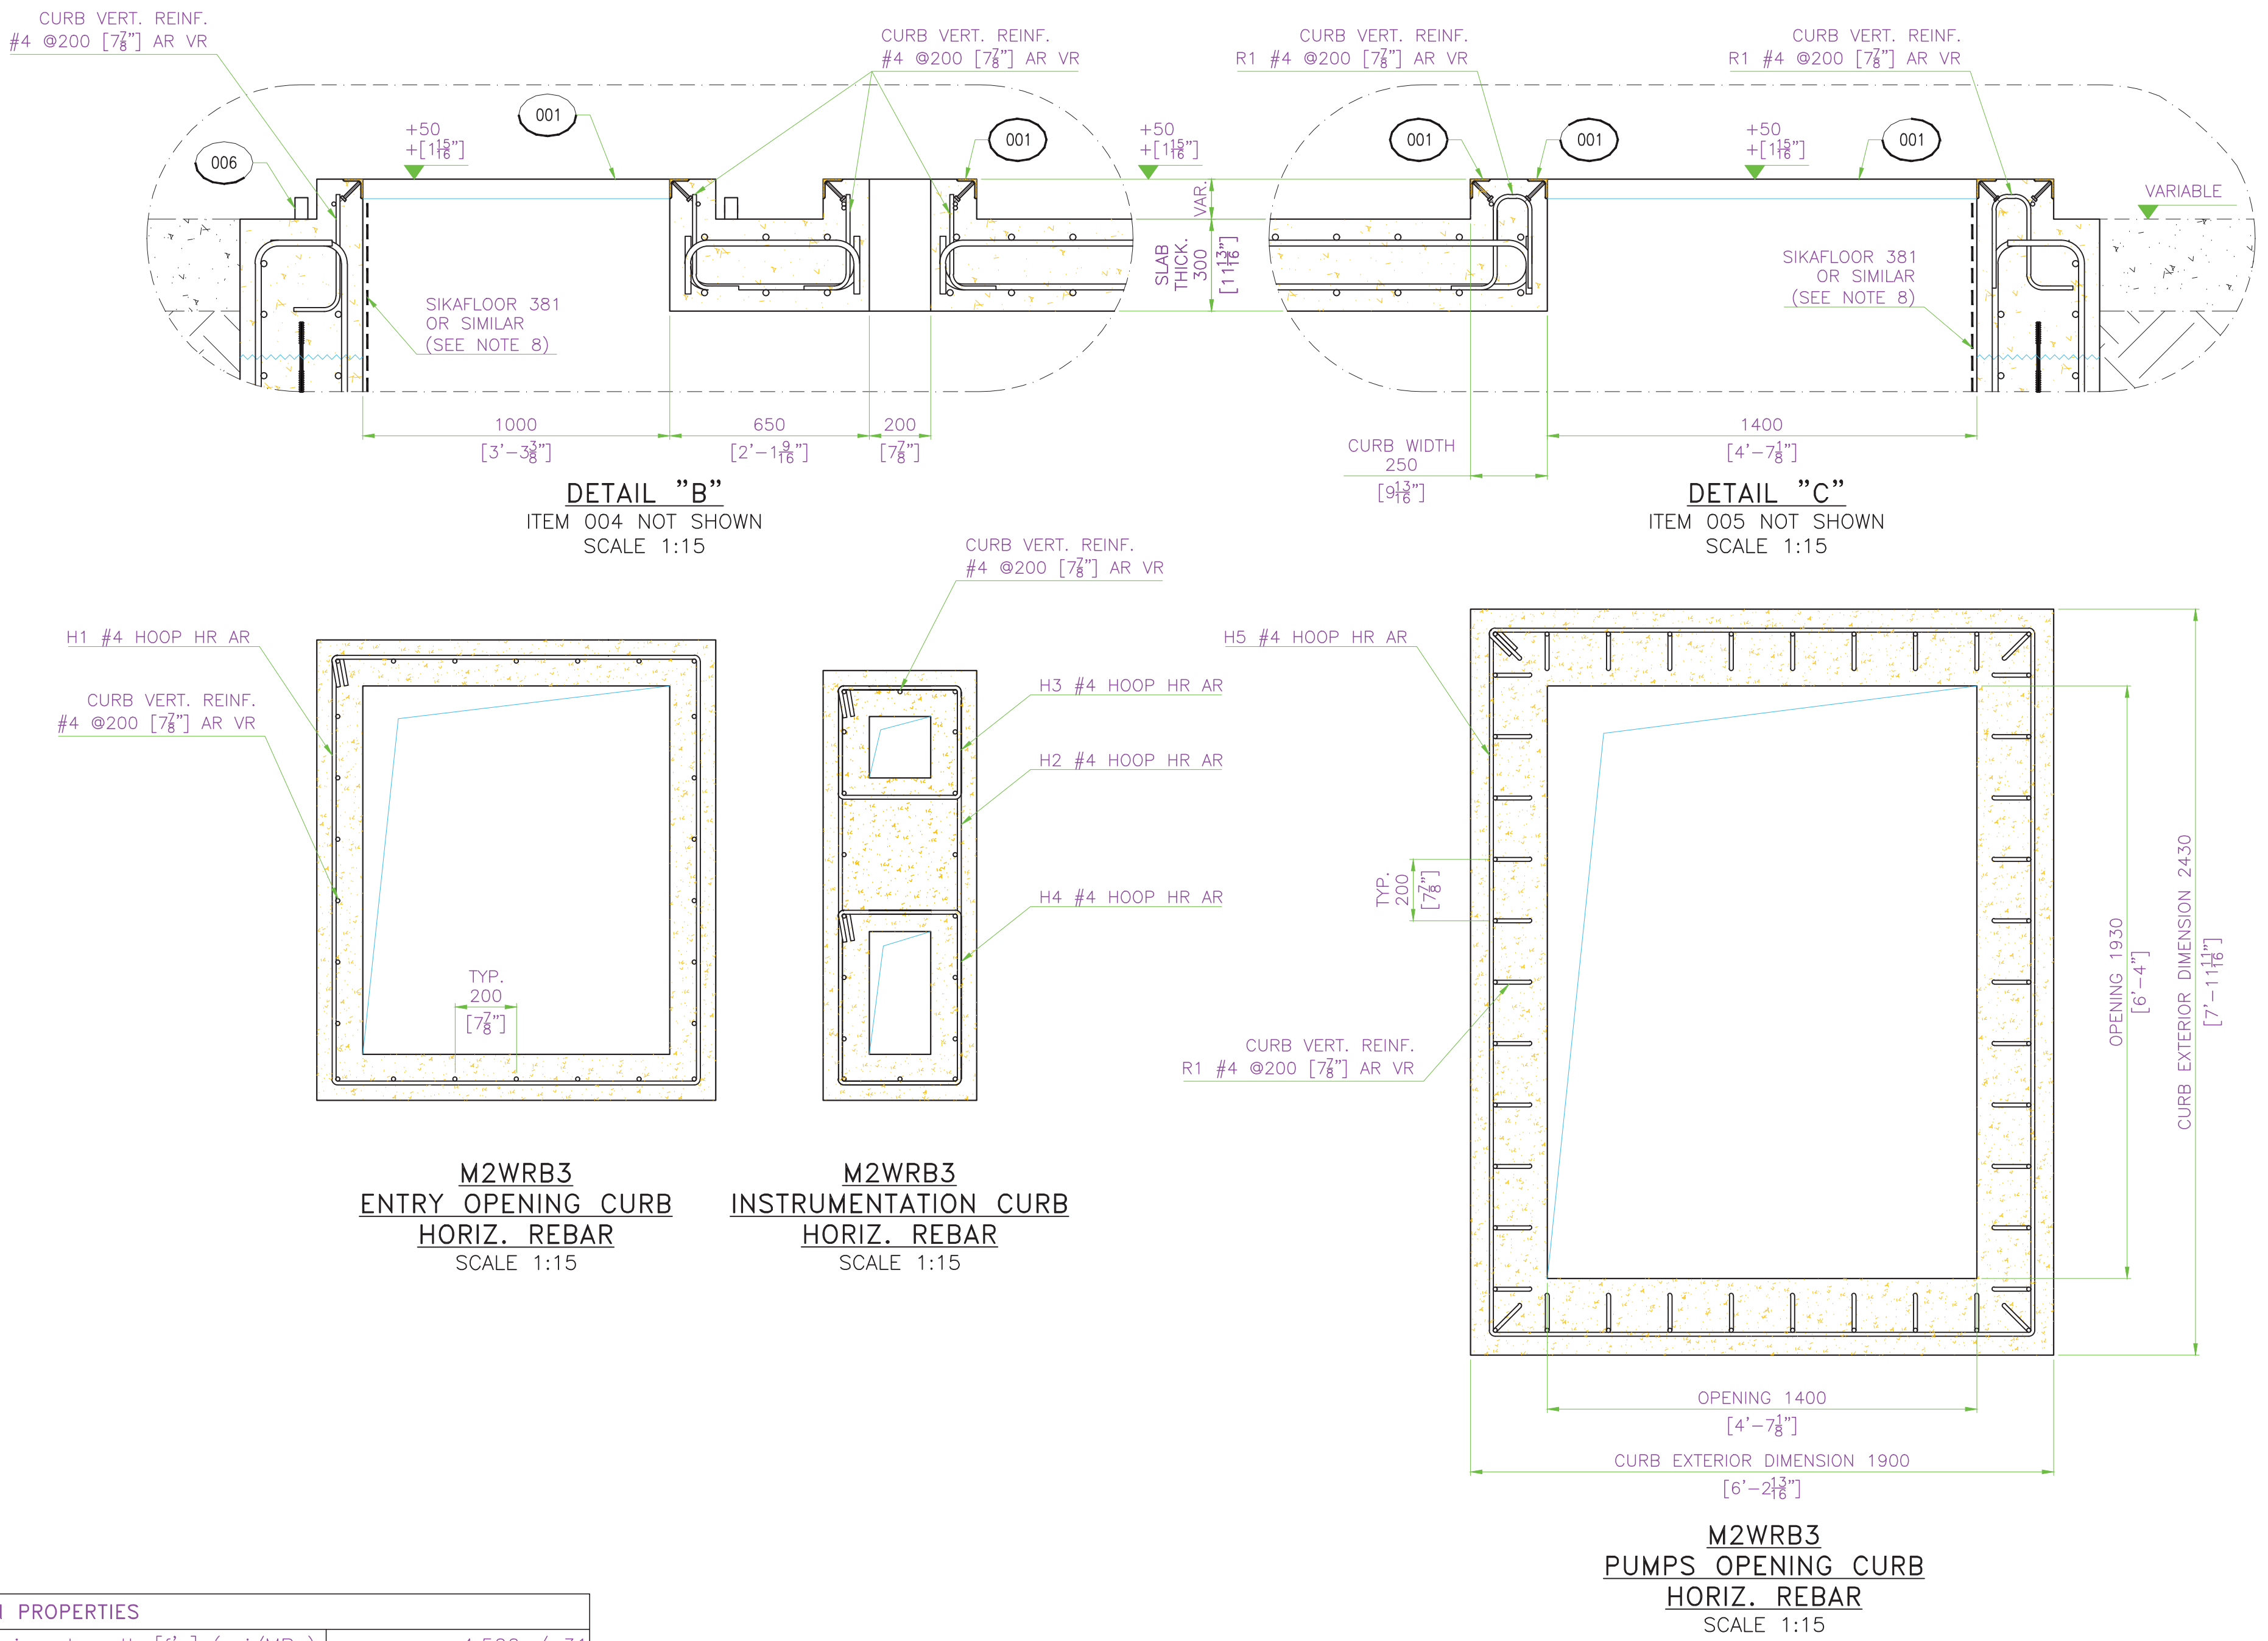 CURB VERT. REINF.
#4 @200 [7⅞"] AR VR
CURB VERT. REINF.
#4 @200 [7⅞"] AR VR
CURB VERT. REINF.
R1 #4 @200 [7⅞"] AR VR
CURB VERT. REINF.
R1 #4 @200 [7⅞"] AR VR
001
006
+50
+[1 15/16"]
001
+50
+[1 15/16"]
001
001
+50
+[1 15/16"]
001
VARIABLE
VAR.
SLAB
THICK.
300
[11 13/16"]
SIKAFLOOR 381
OR SIMILAR
(SEE NOTE 8)
SIKAFLOOR 381
OR SIMILAR
(SEE NOTE 8)
1000
[3'-3⅜"]
650
[2'-1 9/16"]
200
[7⅞"]
CURB WIDTH
250
[9 13/16"]
1400
[4'-7⅛"]
DETAIL "B"
ITEM 004 NOT SHOWN
SCALE 1:15
DETAIL "C"
ITEM 005 NOT SHOWN
SCALE 1:15
H1 #4 HOOP HR AR
CURB VERT. REINF.
#4 @200 [7⅞"] AR VR
TYP.
200
[7⅞"]
M2WRB3
ENTRY OPENING CURB
HORIZ. REBAR
SCALE 1:15
CURB VERT. REINF.
#4 @200 [7⅞"] AR VR
H3 #4 HOOP HR AR
H2 #4 HOOP HR AR
H4 #4 HOOP HR AR
M2WRB3
INSTRUMENTATION CURB
HORIZ. REBAR
SCALE 1:15
H5 #4 HOOP HR AR
TYP.
200
[7⅞"]
CURB VERT. REINF.
R1 #4 @200 [7⅞"] AR VR
OPENING 1930
[6'-4"]
CURB EXTERIOR DIMENSION 2430
[7'-11 11/16"]
OPENING 1400
[4'-7⅛"]
CURB EXTERIOR DIMENSION 1900
[6'-2 13/16"]
M2WRB3
PUMPS OPENING CURB
HORIZ. REBAR
SCALE 1:15
PROPERTIES